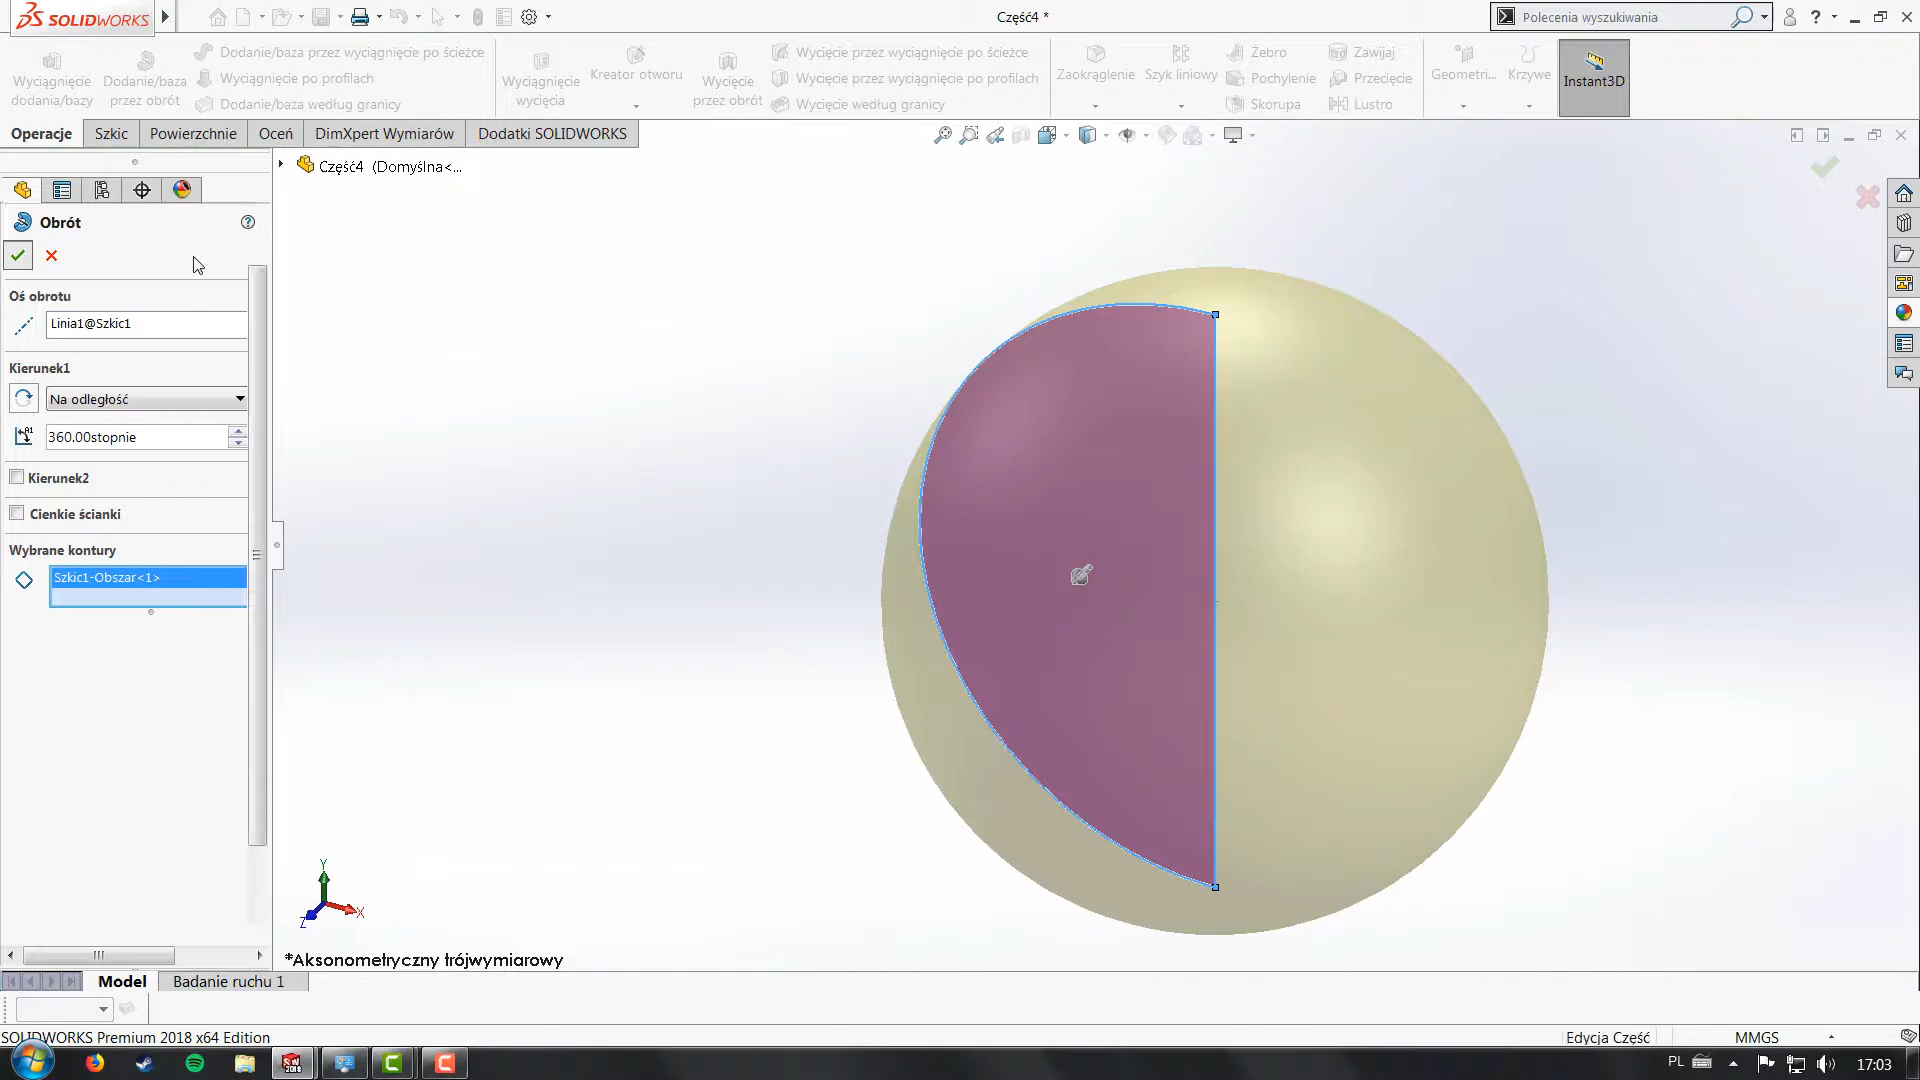 SOLIDWORKS
Część4 *
Polecenia wyszukiwania
Wyciągnięcie dodania/bazy
Dodanie/baza przez obrót
Dodanie/baza przez wyciągnięcie po ścieżce
Wyciągnięcie po profilach
Dodanie/baza według granicy
Wyciągnięcie wycięcia
Kreator otworu
Wycięcie przez obrót
Wycięcie przez wyciągnięcie po ścieżce
Wycięcie przez wyciągnięcie po profilach
Wycięcie według granicy
Zaokrąglenie
Szyk liniowy
Żebro
Pochylenie
Skorupa
Zawijaj
Przecięcie
Lustro
Geometri...
Krzywe
Instant3D
Operacje
Szkic
Powierzchnie
Oceń
DimXpert Wymiarów
Dodatki SOLIDWORKS
Część4 (Domyślna<...
Obrót
Oś obrotu
Linia1@Szkic1
Kierunek1
Na odległość
360.00stopnie
Kierunek2
Cienkie ścianki
Wybrane kontury
Szkic1-Obszar<1>
Y
X
Z
*Aksonometryczny trójwymiarowy
Model
Badanie ruchu 1
SOLIDWORKS Premium 2018 x64 Edition
Edycja Część
MMGS
PL
17:03